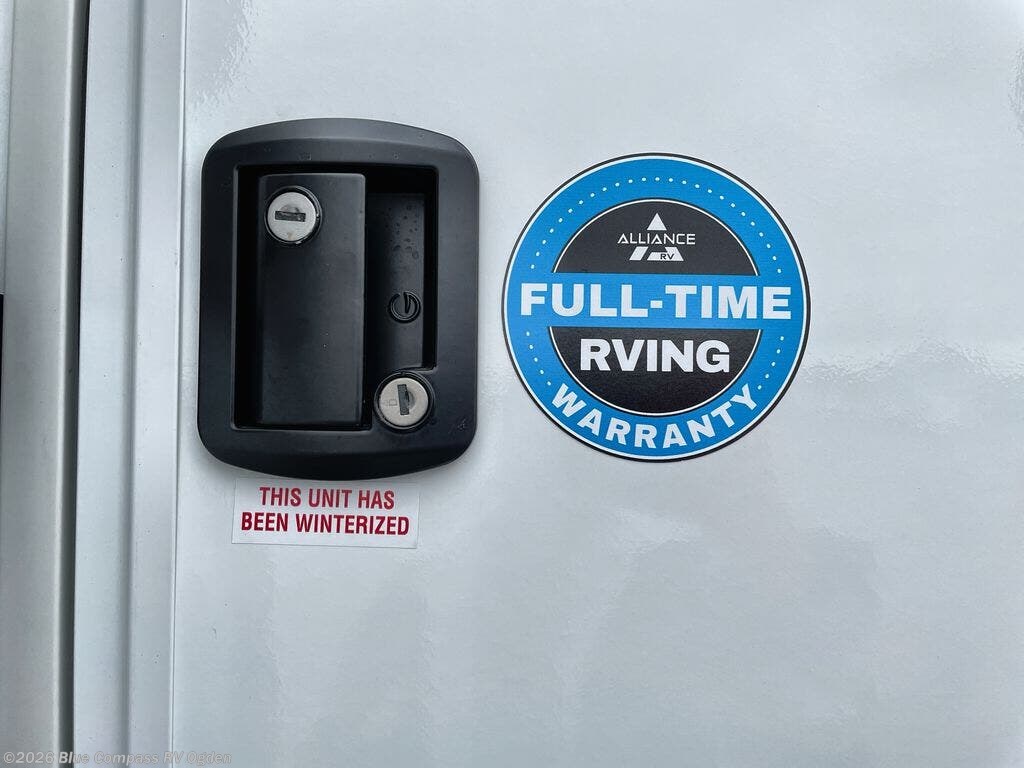 ALLIANCE
RV
FULL-TIME
RVING
WARRANTY
THIS UNIT HAS
BEEN WINTERIZED
©2026 Blue Compass RV Ogden